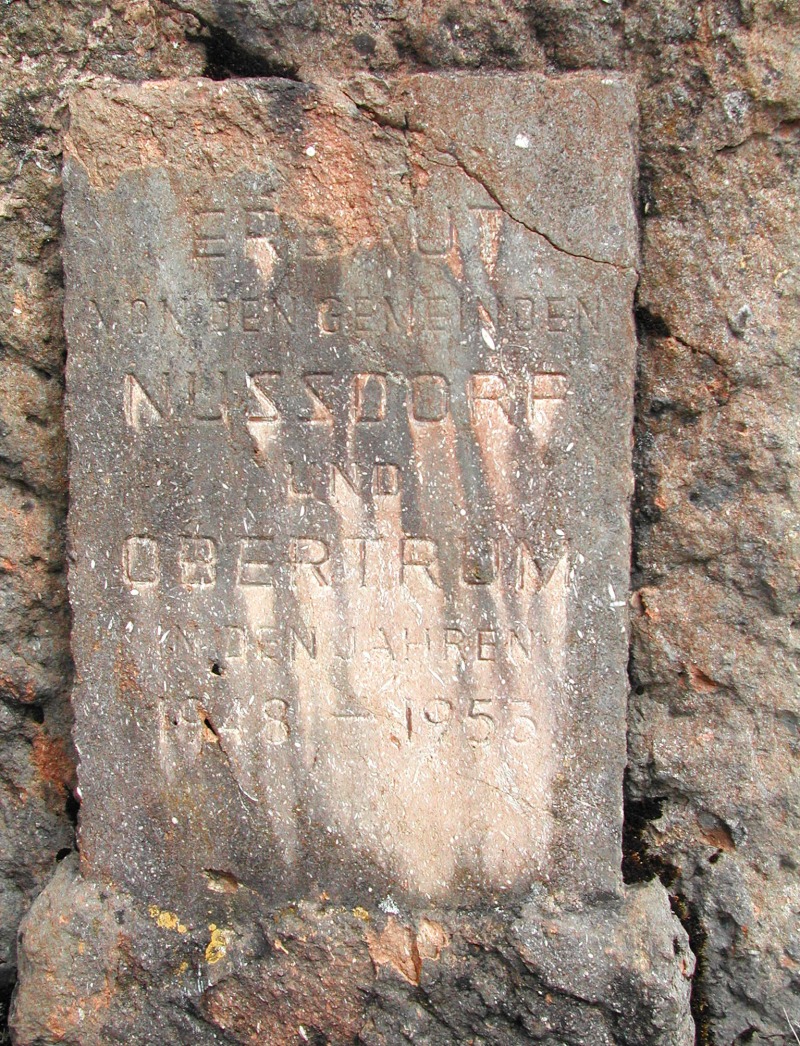 ERBAUT
VON DEN GEMEINDEN
NUSSDORF
UND
OBERTRUM
IN DEN JAHREN
1948 – 1953